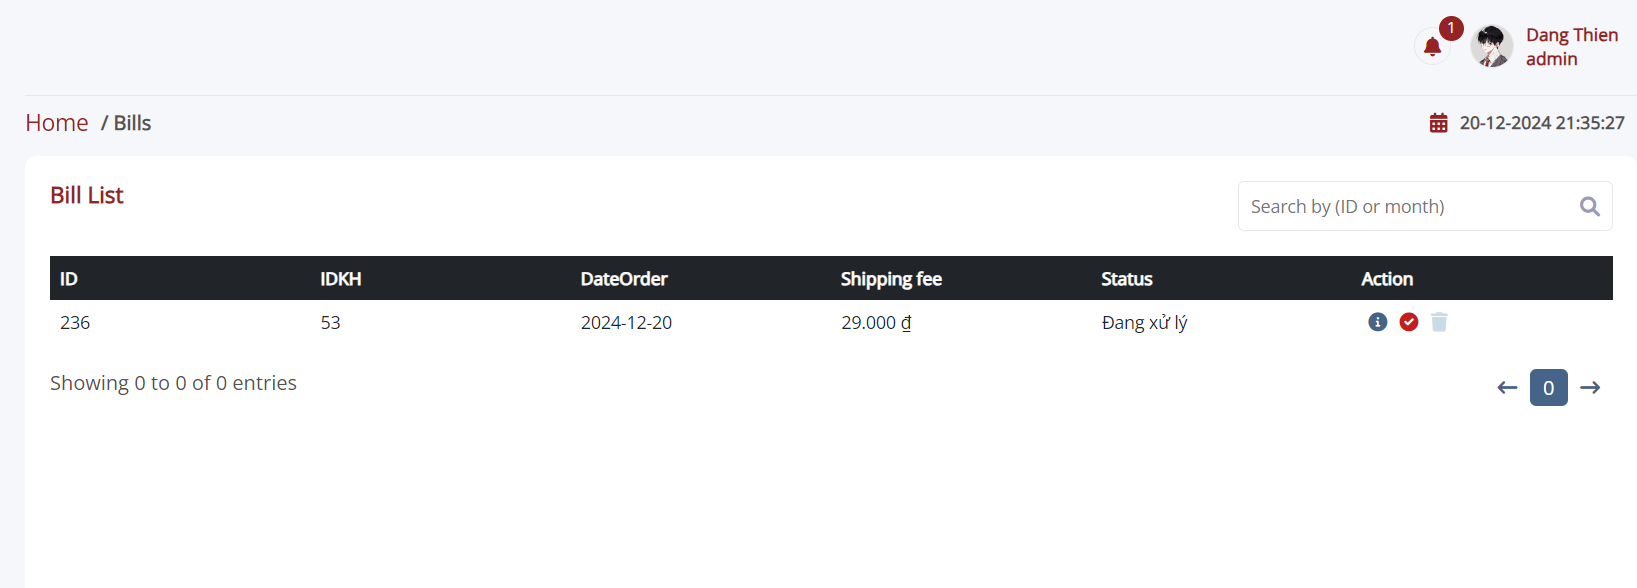 1
Dang Thien
admin
Home / Bills
20-12-2024 21:35:27
Bill List
Search by (ID or month)
ID IDKH DateOrder Shipping fee Status Action
236 53 2024-12-20 29.000 ₫ Đang xử lý
Showing 0 to 0 of 0 entries
0